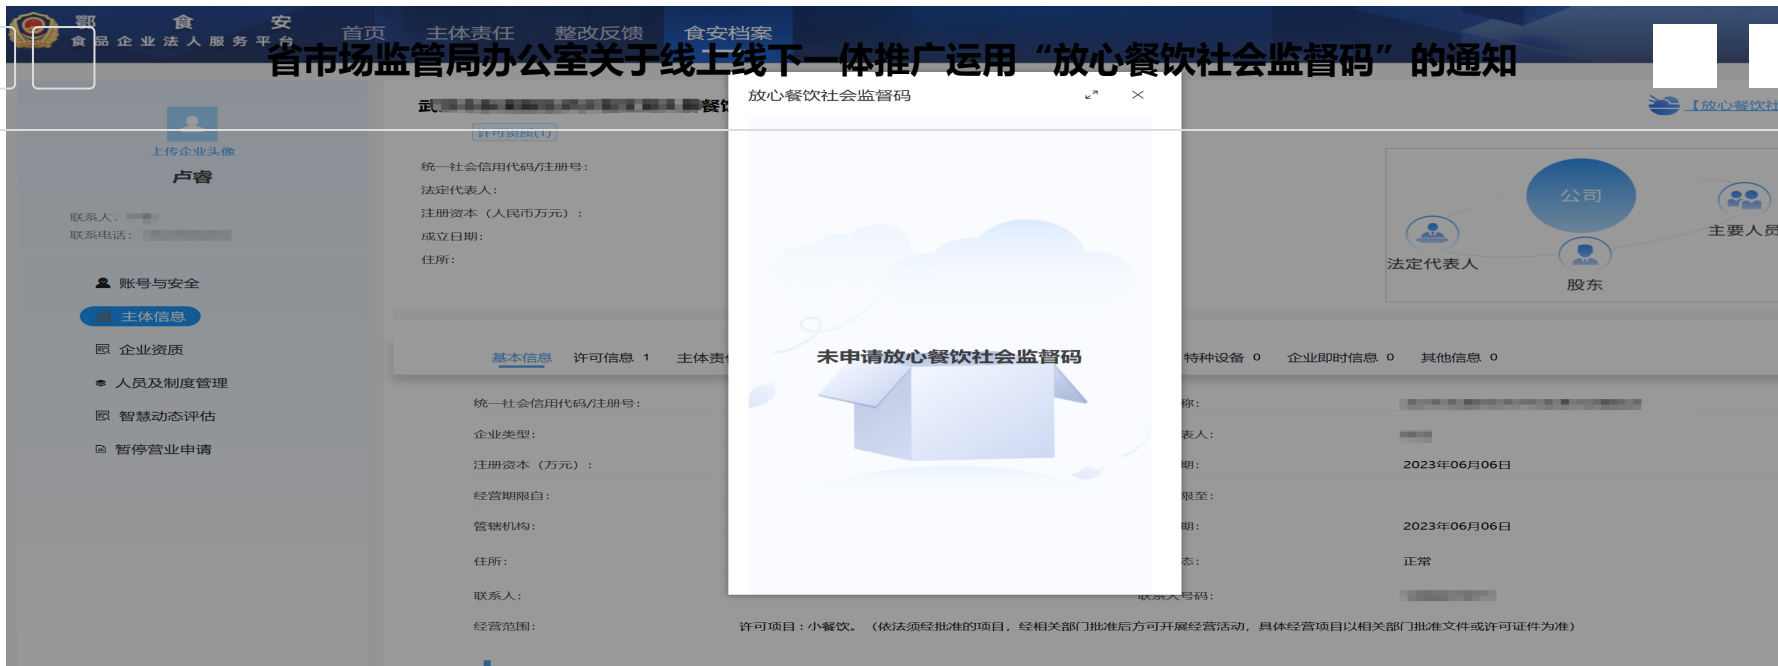 鄂 食 安
食品企业法人服务平台
首页 主体责任 整改反馈 食安档案
省市场监管局办公室关于线上线下一体推广运用“放心餐饮社会监督码”的通知
上传企业头像
卢睿
联系人:
联系电话:
账号与安全
主体信息
企业资质
人员及制度管理
智慧动态评估
暂停营业申请
武 餐饮
许可资质(1)
统一社会信用代码/注册号:
法定代表人:
注册资本（人民币万元）:
成立日期:
住所:
放心餐饮社会监督码
未申请放心餐饮社会监督码
【放心餐饮社
公司
主要人员
法定代表人
股东
基本信息 许可信息 1 主体责 特种设备 0 企业即时信息 0 其他信息 0
统一社会信用代码/注册号: 称:
企业类型: 表人:
注册资本（万元）: 期: 2023年06月06日
经营期限自: 限至:
管辖机构: 期: 2023年06月06日
住所: 态: 正常
联系人: 联系人号码:
经营范围: 许可项目：小餐饮。（依法须经批准的项目，经相关部门批准后方可开展经营活动，具体经营项目以相关部门批准文件或许可证件为准）